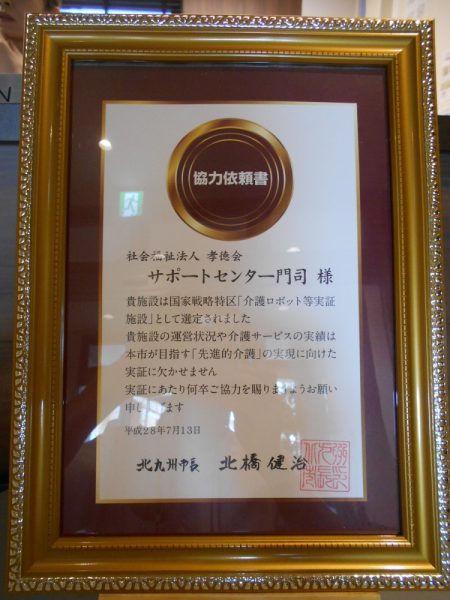 協力依頼書
社会福祉法人 孝徳会
サポートセンター門司 様
貴施設は国家戦略特区「介護ロボット等実証
施設」として選定されました
貴施設の運営状況や介護サービスの実績は
本市が目指す「先進的介護」の実現に向けた
実証に欠かせません
実証にあたり何卒ご協力を賜りますようお願い
申し上げます
平成28年7月13日
北九州市長 北橋健治
N